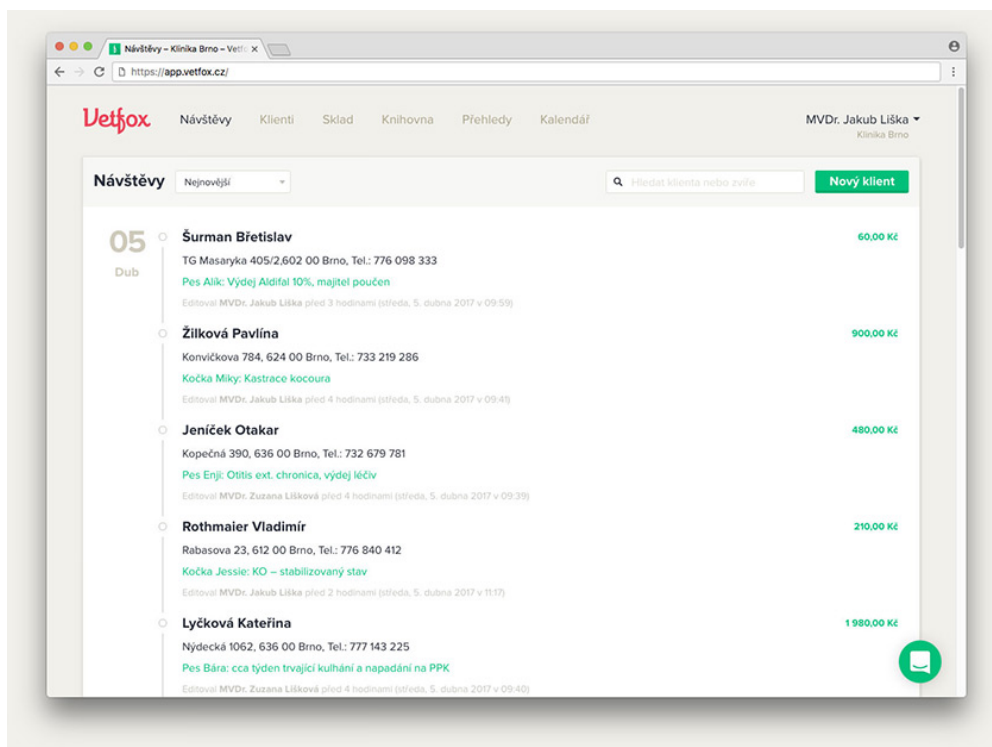 Návštěvy – Klinika Brno – Vetfo
https://app.vetfox.cz/
Vetfox Návštěvy Klienti Sklad Knihovna Přehledy Kalendář MVDr. Jakub Liška
Klinika Brno
Návštěvy Nejnovější Hledat klienta nebo zvíře Nový klient
05 Dub
Šurman Břetislav 60,00 Kč
TG Masaryka 405/2,602 00 Brno, Tel.: 776 098 333
Pes Alík: Výdej Aldifal 10%, majitel poučen
Editoval MVDr. Jakub Liška před 3 hodinami (středa, 5. dubna 2017 v 09:59)
Žilková Pavlína 900,00 Kč
Konvičkova 784, 624 00 Brno, Tel.: 733 219 286
Kočka Miky: Kastrace kocoura
Editoval MVDr. Jakub Liška před 4 hodinami (středa, 5. dubna 2017 v 09:41)
Jeníček Otakar 480,00 Kč
Kopečná 390, 636 00 Brno, Tel.: 732 679 781
Pes Enji: Otitis ext. chronica, výdej léčiv
Editoval MVDr. Zuzana Lišková před 4 hodinami (středa, 5. dubna 2017 v 09:39)
Rothmaier Vladimír 210,00 Kč
Rabasova 23, 612 00 Brno, Tel.: 776 840 412
Kočka Jessie: KO – stabilizovaný stav
Editoval MVDr. Jakub Liška před 2 hodinami (středa, 5. dubna 2017 v 11:17)
Lyčková Kateřina 1 980,00 Kč
Nýdecká 1062, 636 00 Brno, Tel.: 777 143 225
Pes Bára: cca týden trvající kulhání a napadání na PPK
Editoval MVDr. Zuzana Lišková před 4 hodinami (středa, 5. dubna 2017 v 09:40)